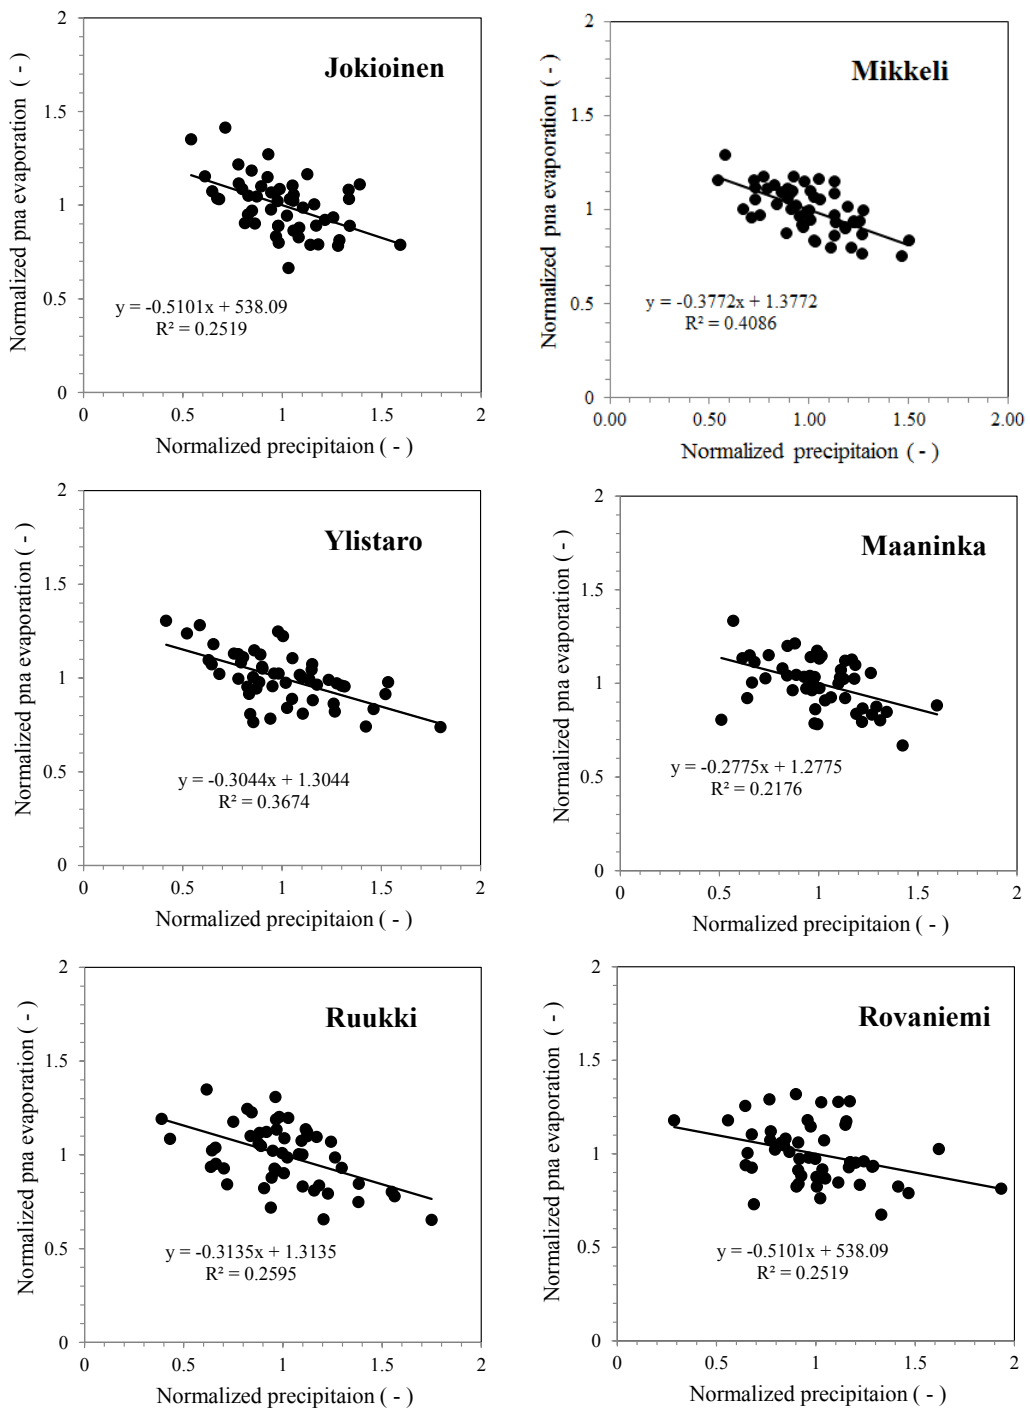 Jokioinen
Normalized pna evaporation ( - )
2
1.5
1
0.5
0
y = -0.5101x + 538.09
R² = 0.2519
0 0.5 1 1.5 2
Normalized precipitaion ( - )
Mikkeli
Normalized pna evaporation ( - )
2
1.5
1
0.5
0
y = -0.3772x + 1.3772
R² = 0.4086
0.00 0.50 1.00 1.50 2.00
Normalized precipitaion ( - )
Ylistaro
Normalized pna evaporation ( - )
2
1.5
1
0.5
0
y = -0.3044x + 1.3044
R² = 0.3674
0 0.5 1 1.5 2
Normalized precipitaion ( - )
Maaninka
Normalized pna evaporation ( - )
2
1.5
1
0.5
0
y = -0.2775x + 1.2775
R² = 0.2176
0 0.5 1 1.5 2
Normalized precipitaion ( - )
Ruukki
Normalized pna evaporation ( - )
2
1.5
1
0.5
0
y = -0.3135x + 1.3135
R² = 0.2595
0 0.5 1 1.5 2
Normalized precipitaion ( - )
Rovaniemi
Normalized pna evaporation ( - )
2
1.5
1
0.5
0
y = -0.5101x + 538.09
R² = 0.2519
0 0.5 1 1.5 2
Normalized precipitaion ( - )